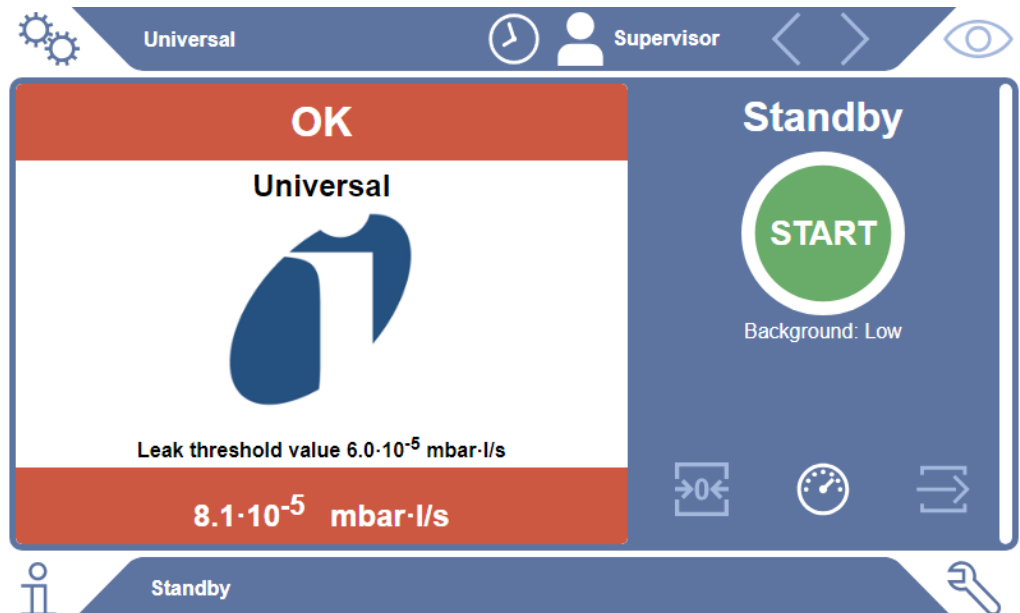 Universal
Supervisor
OK
Universal
Leak threshold value 6.0·10⁻⁵ mbar·l/s
8.1·10⁻⁵ mbar·l/s
Standby
START
Background: Low
→0←
Standby